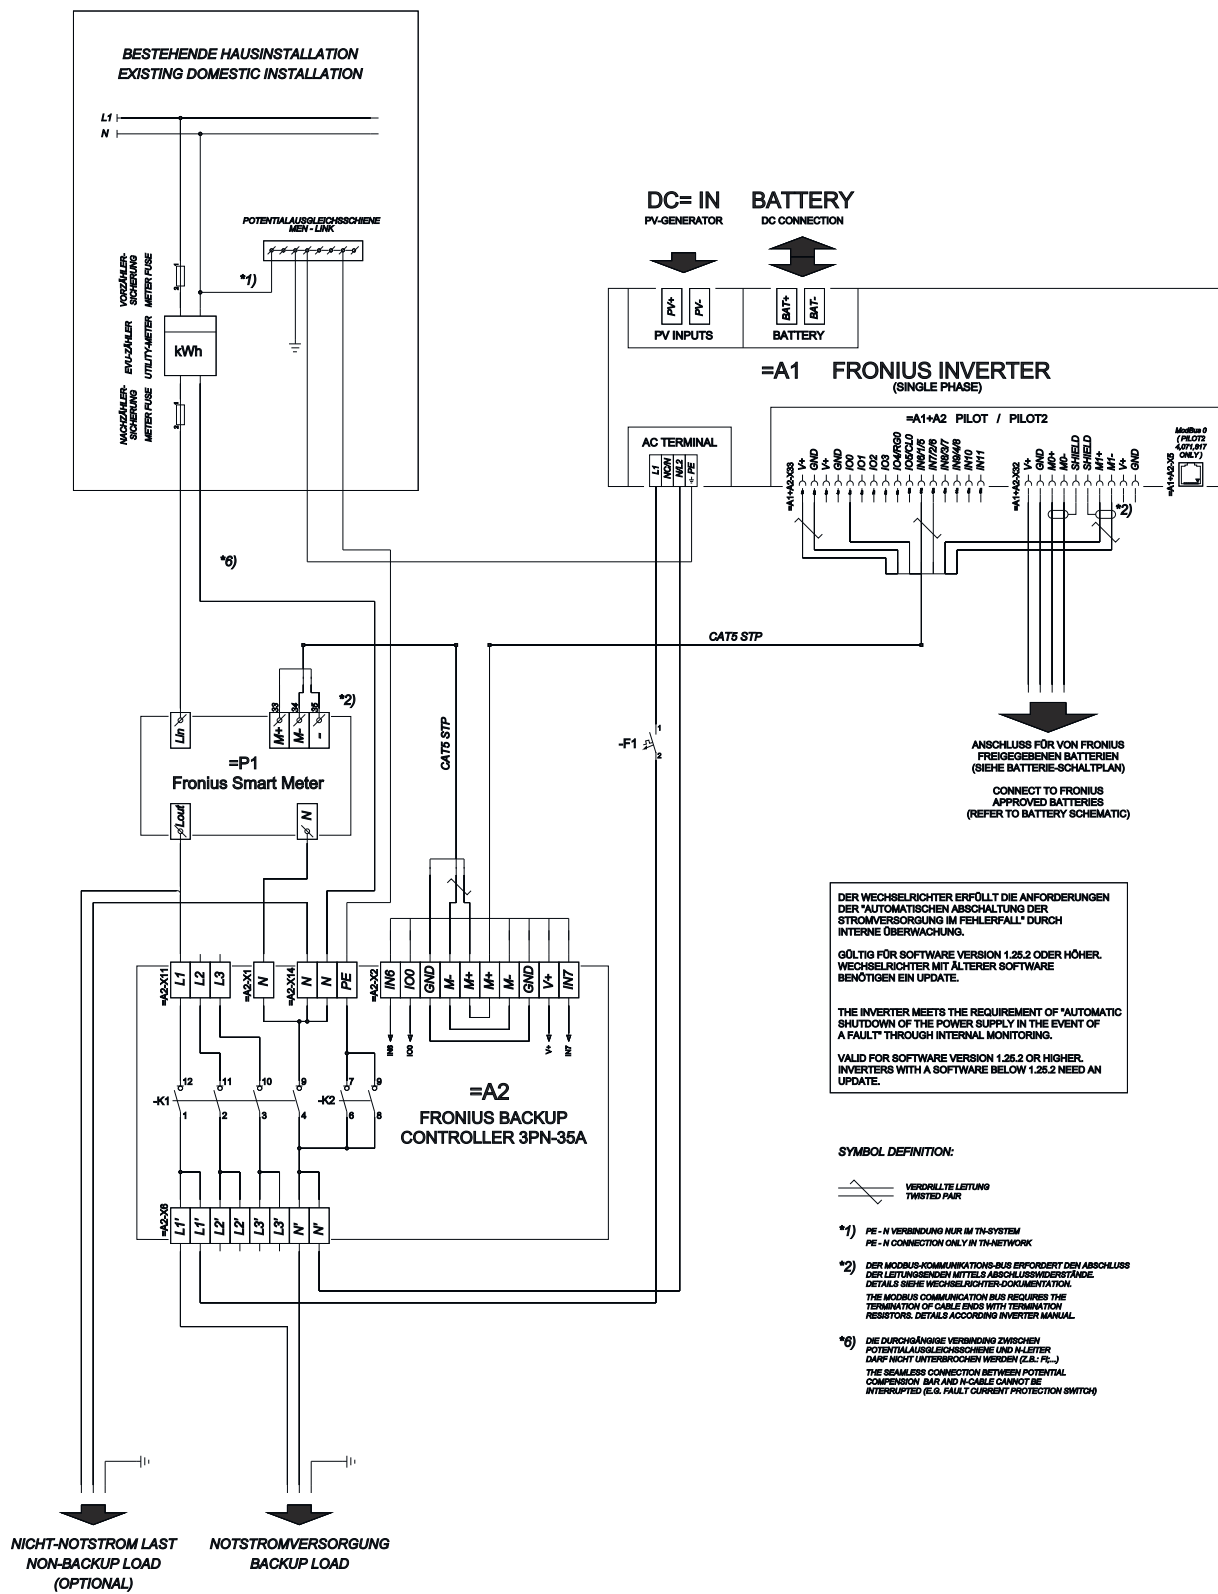 BESTEHENDE HAUSINSTALLATION
EXISTING DOMESTIC INSTALLATION
L1
N
POTENTIALAUSGLEICHSSCHIENE
MEN - LINK
*1)
VORZÄHLER-
SICHERUNG
METER FUSE
1
2
EVU-ZÄHLER
UTILITY-METER
kWh
NACHZÄHLER-
SICHERUNG
METER FUSE
1
2
*6)
DC= IN
PV-GENERATOR
BATTERY
DC CONNECTION
PV+
PV-
PV INPUTS
BAT+
BAT-
BATTERY
=A1 FRONIUS INVERTER
(SINGLE PHASE)
AC TERMINAL
L1
NC/N
N/L2
PE
=A1+A2 PILOT / PILOT2
=A1+A2-X33
V+
GND
V+
GND
IO0
IO1
IO2
IO3
IO4/RG0
IO5/CL0
IN6/1/5
IN7/2/6
IN8/3/7
IN9/4/8
IN10
IN11
=A1+A2-X32
V+
GND
M0+
M0-
SHIELD
SHIELD
M1+
M1-
V+
GND
*2)
ModBus 0
( PILOT2
4,071,817
ONLY )
=A1+A2-X5
CAT5 STP
ANSCHLUSS FÜR VON FRONIUS
FREIGEGEBENEN BATTERIEN
(SIEHE BATTERIE-SCHALTPLAN)
CONNECT TO FRONIUS
APPROVED BATTERIES
(REFER TO BATTERY SCHEMATIC)
-F1
1
2
Lin
33
34
35
M+
M-
-
*2)
=P1
Fronius Smart Meter
Lout
N
CAT5 STP
=A2-X11
L1
L2
L3
=A2-X1
N
=A2-X14
N
N
PE
=A2-X2
IN6
IO0
GND
M-
M+
M+
M-
GND
V+
IN7
IN6
IO0
V+
IN7
-K1
12
11
10
9
1
2
3
4
-K2
7
9
6
8
=A2
FRONIUS BACKUP
CONTROLLER 3PN-35A
=A2-X6
L1'
L1'
L2'
L2'
L3'
L3'
N'
N'
NICHT-NOTSTROM LAST
NON-BACKUP LOAD
(OPTIONAL)
NOTSTROMVERSORGUNG
BACKUP LOAD
DER WECHSELRICHTER ERFÜLLT DIE ANFORDERUNGEN
DER "AUTOMATISCHEN ABSCHALTUNG DER
STROMVERSORGUNG IM FEHLERFALL" DURCH
INTERNE ÜBERWACHUNG.
GÜLTIG FÜR SOFTWARE VERSION 1.25.2 ODER HÖHER.
WECHSELRICHTER MIT ÄLTERER SOFTWARE
BENÖTIGEN EIN UPDATE.
THE INVERTER MEETS THE REQUIREMENT OF "AUTOMATIC
SHUTDOWN OF THE POWER SUPPLY IN THE EVENT OF
A FAULT" THROUGH INTERNAL MONITORING.
VALID FOR SOFTWARE VERSION 1.25.2 OR HIGHER.
INVERTERS WITH A SOFTWARE BELOW 1.25.2 NEED AN
UPDATE.
SYMBOL DEFINITION:
VERDRILLTE LEITUNG
TWISTED PAIR
*1) PE - N VERBINDUNG NUR IM TN-SYSTEM
PE - N CONNECTION ONLY IN TN-NETWORK
*2) DER MODBUS-KOMMUNIKATIONS-BUS ERFORDERT DEN ABSCHLUSS
DER LEITUNGSENDEN MITTELS ABSCHLUSSWIDERSTÄNDE.
DETAILS SIEHE WECHSELRICHTER-DOKUMENTATION.
THE MODBUS COMMUNICATION BUS REQUIRES THE
TERMINATION OF CABLE ENDS WITH TERMINATION
RESISTORS. DETAILS ACCORDING INVERTER MANUAL.
*6) DIE DURCHGÄNGIGE VERBINDING ZWISCHEN
POTENTIALAUSGLEICHSSCHIENE UND N-LEITER
DARF NICHT UNTERBROCHEN WERDEN (Z.B.: FI;...)
THE SEAMLESS CONNECTION BETWEEN POTENTIAL
COMPENSION BAR AND N-CABLE CANNOT BE
INTERRUPTED (E.G. FAULT CURRENT PROTECTION SWITCH)